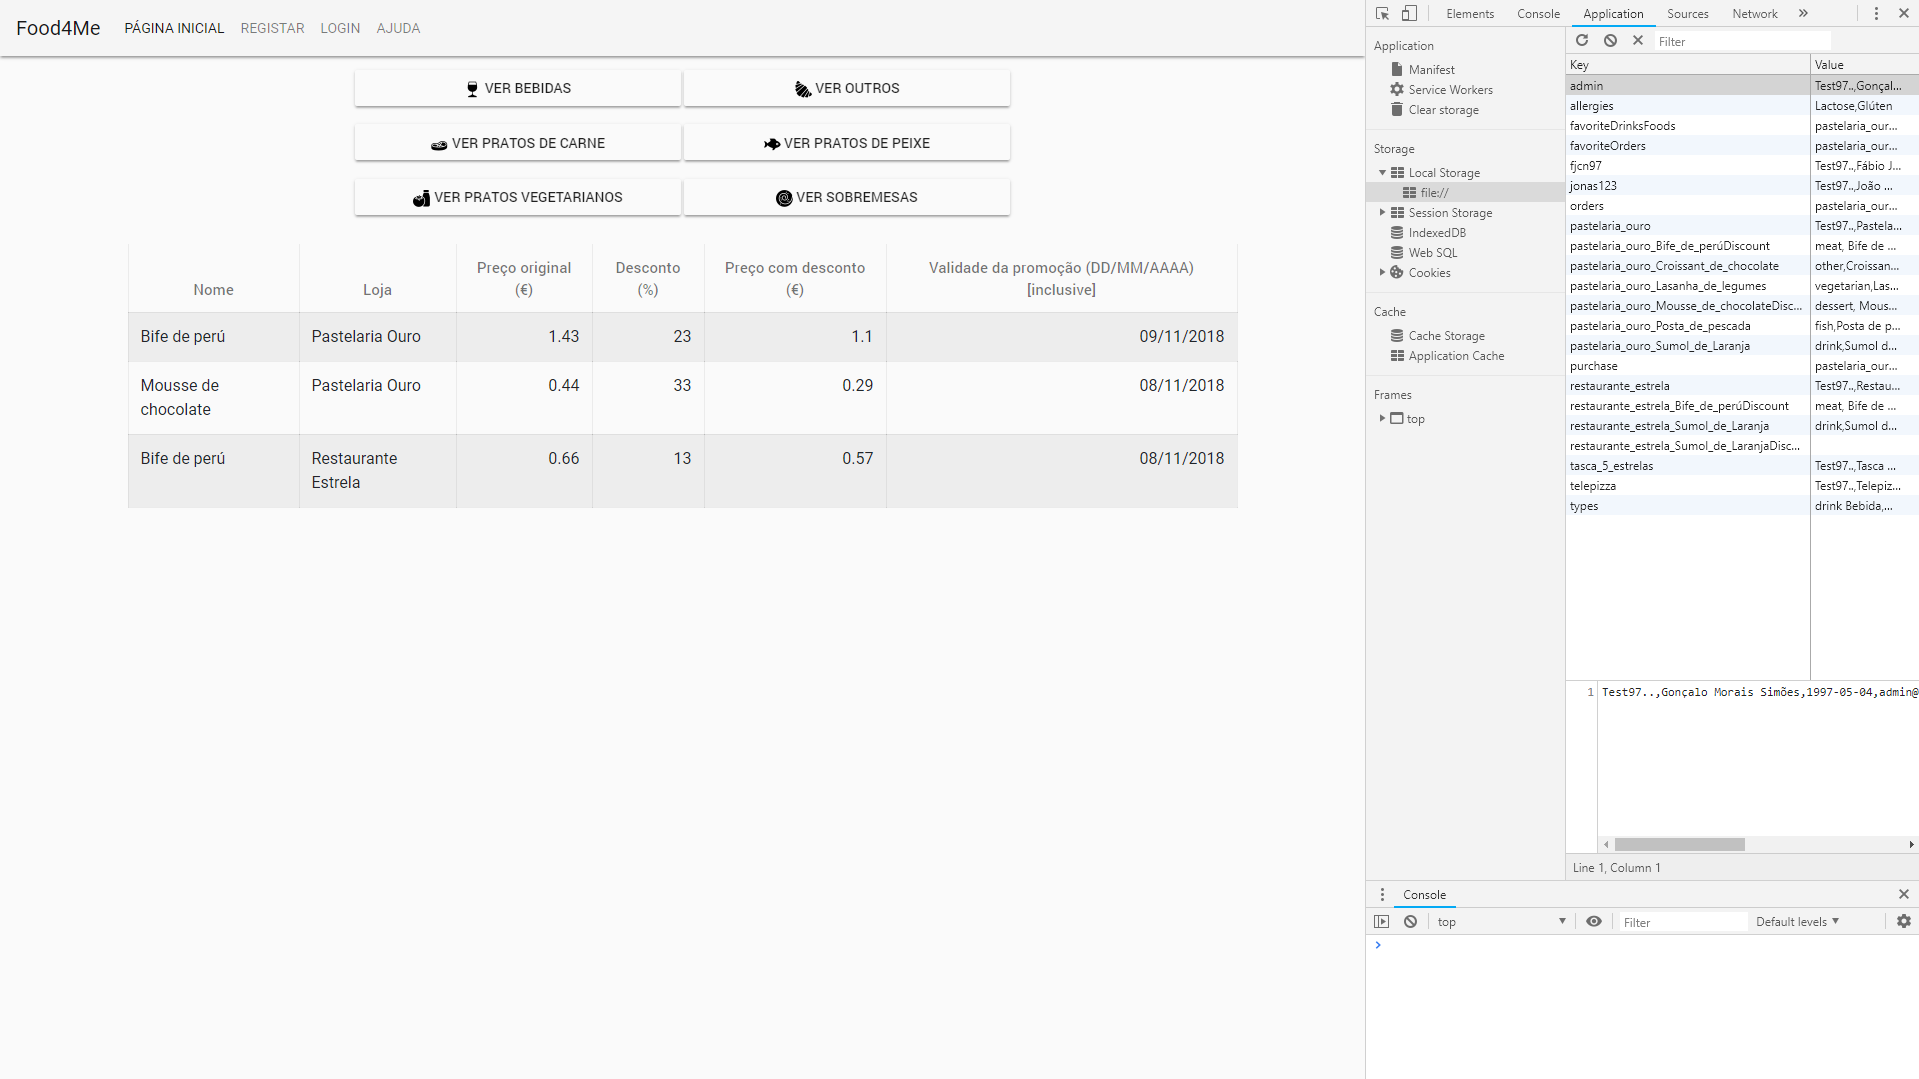 Food4Me PÁGINA INICIAL REGISTAR LOGIN AJUDA
VER BEBIDAS VER OUTROS
VER PRATOS DE CARNE VER PRATOS DE PEIXE
VER PRATOS VEGETARIANOS VER SOBREMESAS
Nome Loja Preço original (€) Desconto (%) Preço com desconto (€) Validade da promoção (DD/MM/AAAA) [inclusive]
Bife de perú Pastelaria Ouro 1.43 23 1.1 09/11/2018
Mousse de chocolate Pastelaria Ouro 0.44 33 0.29 08/11/2018
Bife de perú Restaurante Estrela 0.66 13 0.57 08/11/2018
Elements Console Application Sources Network »
Application
Manifest
Service Workers
Clear storage
Storage
Local Storage
file://
Session Storage
IndexedDB
Web SQL
Cookies
Cache
Cache Storage
Application Cache
Frames
top
Filter
Key Value
admin Test97..,Gonçal...
allergies Lactose,Glúten
favoriteDrinksFoods pastelaria_our...
favoriteOrders pastelaria_our...
fjcn97 Test97..,Fábio J...
jonas123 Test97..,João ...
orders pastelaria_our...
pastelaria_ouro Test97..,Pastela...
pastelaria_ouro_Bife_de_perúDiscount meat, Bife de ...
pastelaria_ouro_Croissant_de_chocolate other,Croissan...
pastelaria_ouro_Lasanha_de_legumes vegetarian,Las...
pastelaria_ouro_Mousse_de_chocolateDisc... dessert, Mous...
pastelaria_ouro_Posta_de_pescada fish,Posta de p...
pastelaria_ouro_Sumol_de_Laranja drink,Sumol d...
purchase pastelaria_our...
restaurante_estrela Test97..,Restau...
restaurante_estrela_Bife_de_perúDiscount meat, Bife de ...
restaurante_estrela_Sumol_de_Laranja drink,Sumol d...
restaurante_estrela_Sumol_de_LaranjaDisc...
tasca_5_estrelas Test97..,Tasca ...
telepizza Test97..,Telepiz...
types drink Bebida,...
1 Test97..,Gonçalo Morais Simões,1997-05-04,admin@
Line 1, Column 1
Console
top Filter Default levels